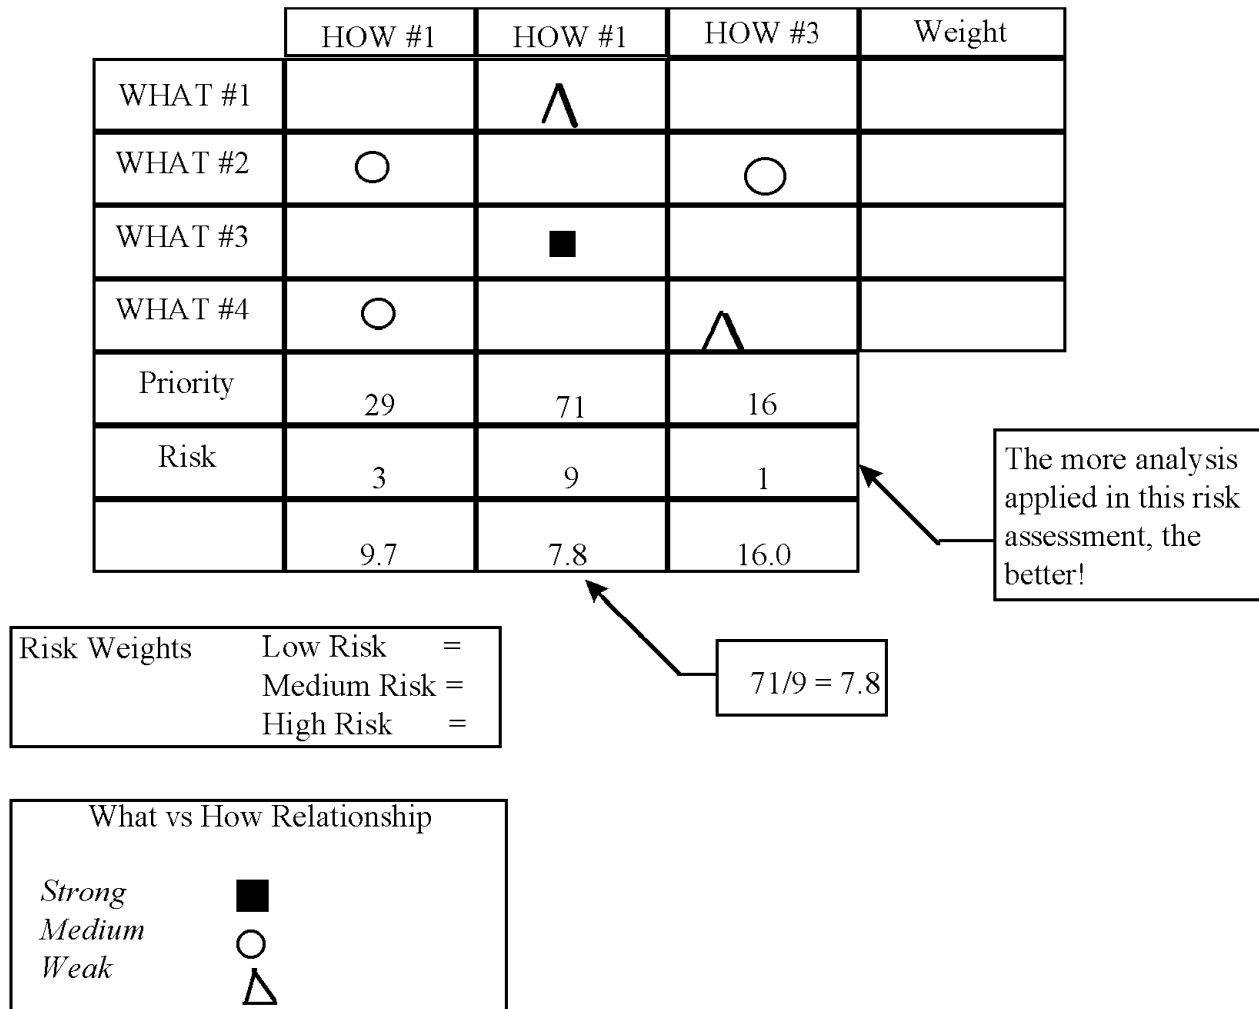 HOW #1 HOW #1 HOW #3 Weight
WHAT #1
WHAT #2
WHAT #3
WHAT #4
Priority 29 71 16
Risk 3 9 1
9.7 7.8 16.0
The more analysis
applied in this risk
assessment, the
better!
71/9 = 7.8
Risk Weights Low Risk =
Medium Risk =
High Risk =
What vs How Relationship
Strong
Medium
Weak